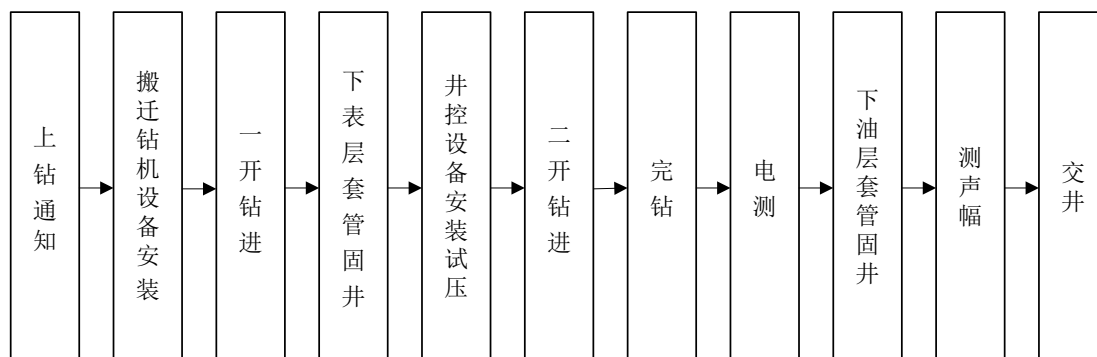 上钻通知
搬迁钻机设备安装
一开钻进
下表层套管固井
井控设备安装试压
二开钻进
完钻
电测
下油层套管固井
测声幅
交井